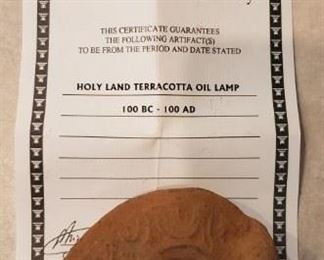 THIS CERTIFICATE GUARANTEES
THE FOLLOWING ARTIFACT(S)
TO BE FROM THE PERIOD AND DATE STATED
HOLY LAND TERRACOTTA OIL LAMP
100 BC - 100 AD